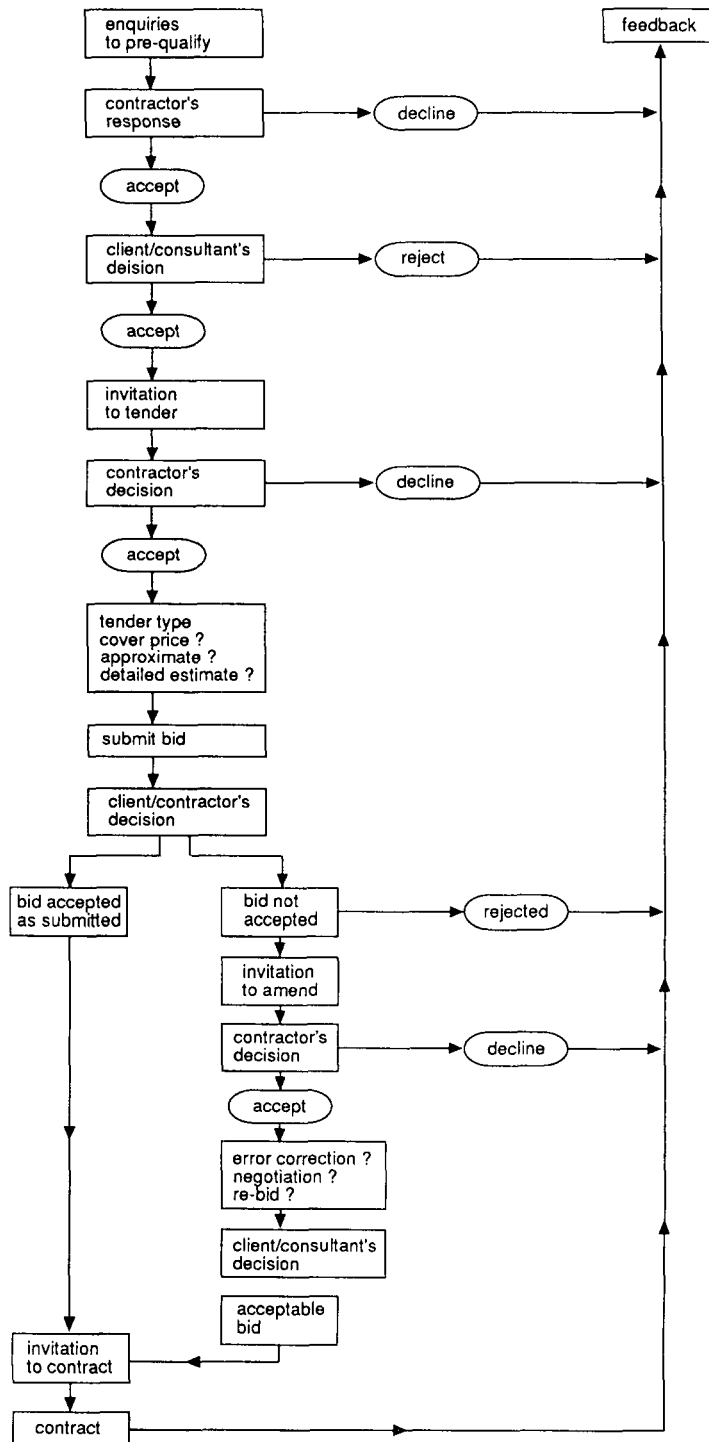 enquiries
to pre-qualify
feedback
contractor's
response
decline
accept
client/consultant's
deision
reject
accept
invitation
to tender
contractor's
decision
decline
accept
tender type
cover price ?
approximate ?
detailed estimate ?
submit bid
client/contractor's
decision
bid accepted
as submitted
bid not
accepted
rejected
invitation
to amend
contractor's
decision
decline
accept
error correction ?
negotiation ?
re-bid ?
client/consultant's
decision
acceptable
bid
invitation
to contract
contract